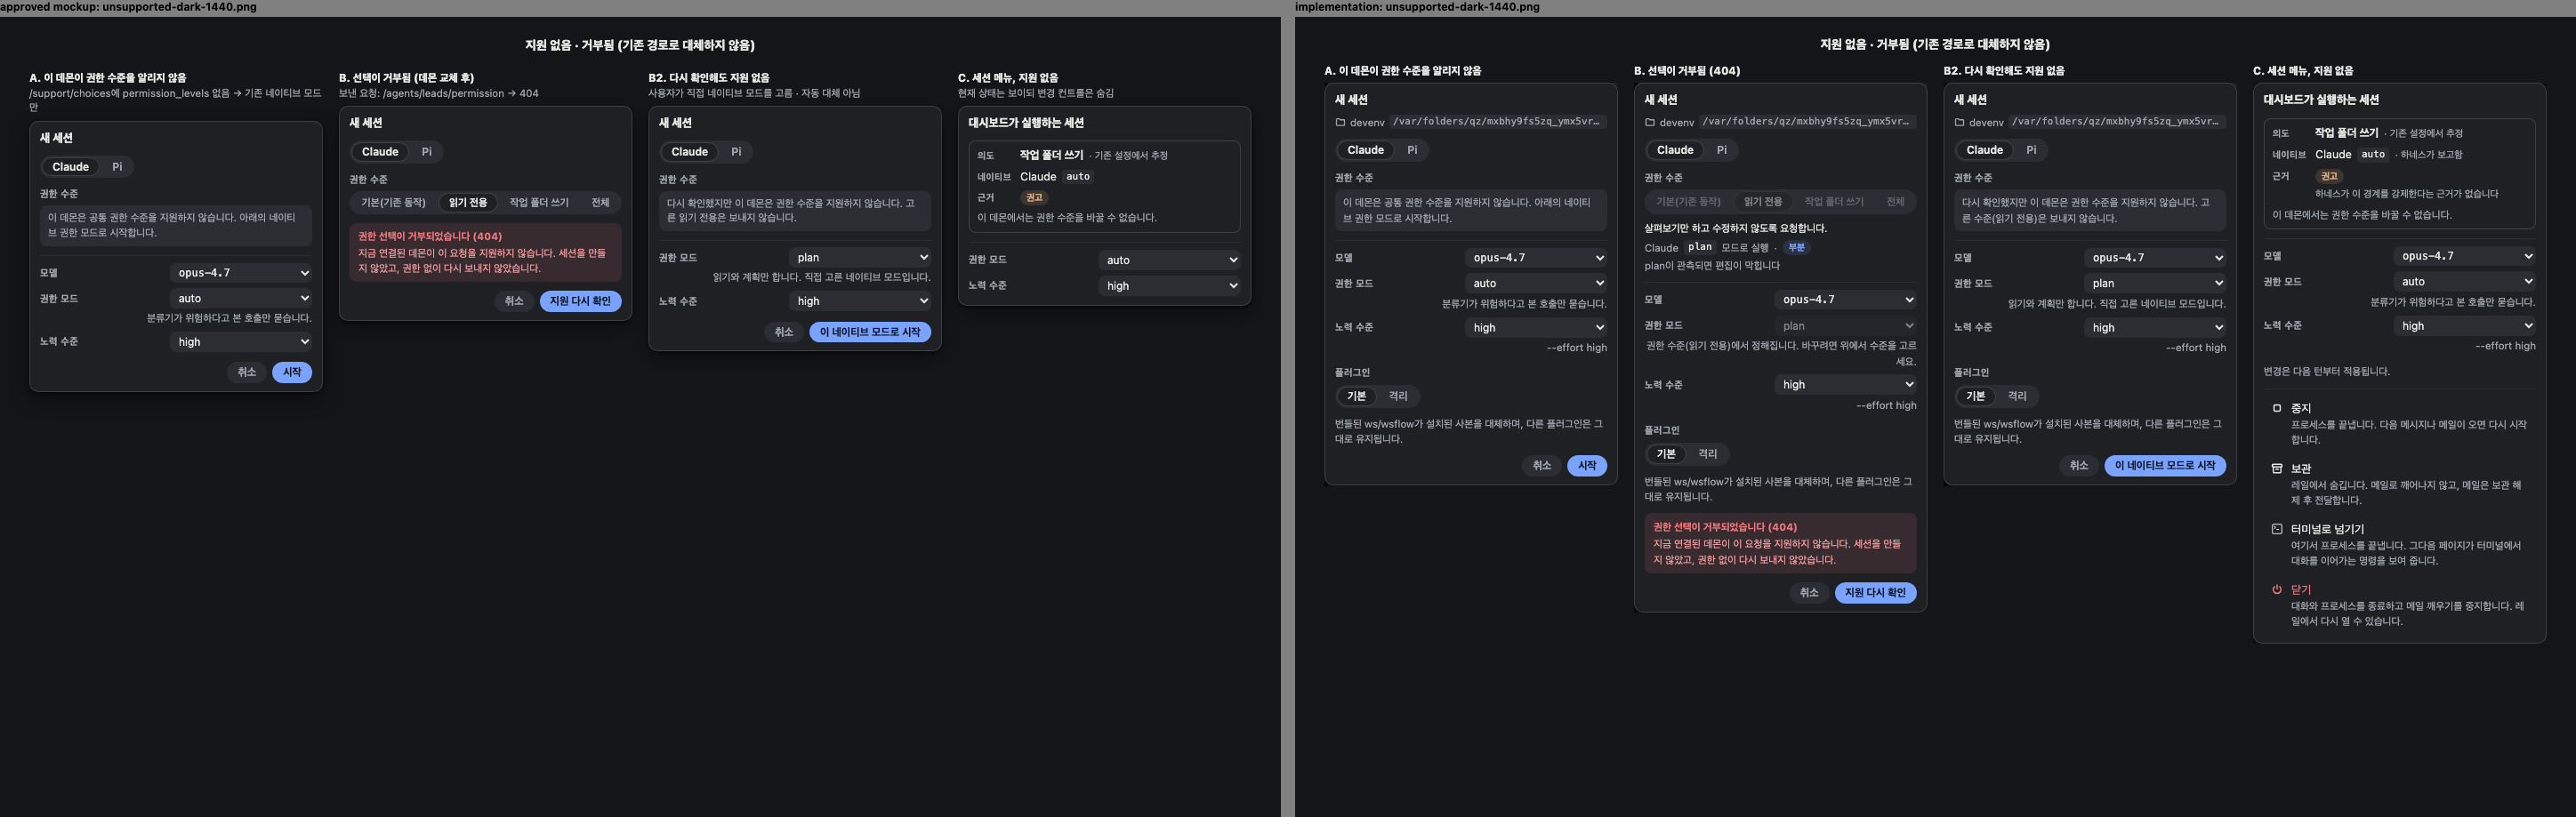 approved mockup: unsupported-dark-1440.png
지원 없음 · 거부됨 (기존 경로로 대체하지 않음)
A. 이 데몬이 권한 수준을 알리지 않음
/support/choices에 permission_levels 없음 → 기존 네이티브 모드
만
새 세션
Claude Pi
권한 수준
이 데몬은 공통 권한 수준을 지원하지 않습니다. 아래의 네이티
브 권한 모드로 시작합니다.
모델 opus-4.7
권한 모드 auto
분류기가 위험하다고 본 호출만 묻습니다.
노력 수준 high
취소 시작
B. 선택이 거부됨 (데몬 교체 후)
보낸 요청: /agents/leads/permission → 404
새 세션
Claude Pi
권한 수준
기본(기존 동작) 읽기 전용 작업 폴더 쓰기 전체
권한 선택이 거부되었습니다 (404)
지금 연결된 데몬이 이 요청을 지원하지 않습니다. 세션을 만들
지 않았고, 권한 없이 다시 보내지 않았습니다.
취소 지원 다시 확인
B2. 다시 확인해도 지원 없음
사용자가 직접 네이티브 모드를 고름 · 자동 대체 아님
새 세션
Claude Pi
권한 수준
다시 확인했지만 이 데몬은 권한 수준을 지원하지 않습니다. 고
른 읽기 전용은 보내지 않습니다.
권한 모드 plan
읽기와 계획만 합니다. 직접 고른 네이티브 모드입니다.
노력 수준 high
취소 이 네이티브 모드로 시작
C. 세션 메뉴, 지원 없음
현재 상태는 보이되 변경 컨트롤은 숨김
대시보드가 실행하는 세션
의도 작업 폴더 쓰기 · 기존 설정에서 추정
네이티브 Claude auto
근거 권고
이 데몬에서는 권한 수준을 바꿀 수 없습니다.
권한 모드 auto
노력 수준 high
implementation: unsupported-dark-1440.png
지원 없음 · 거부됨 (기존 경로로 대체하지 않음)
A. 이 데몬이 권한 수준을 알리지 않음
새 세션
devenv /var/folders/qz/mxbhy9fs5zq_ymx5vr…
Claude Pi
권한 수준
이 데몬은 공통 권한 수준을 지원하지 않습니다. 아래의 네이티
브 권한 모드로 시작합니다.
모델 opus-4.7
권한 모드 auto
분류기가 위험하다고 본 호출만 묻습니다.
노력 수준 high
--effort high
플러그인
기본 격리
번들된 ws/wsflow가 설치된 사본을 대체하며, 다른 플러그인은 그
대로 유지됩니다.
취소 시작
B. 선택이 거부됨 (404)
새 세션
devenv /var/folders/qz/mxbhy9fs5zq_ymx5vr…
Claude Pi
권한 수준
기본(기존 동작) 읽기 전용 작업 폴더 쓰기 전체
살펴보기만 하고 수정하지 않도록 요청합니다.
Claude plan 모드로 실행 · 부분
plan이 관측되면 편집이 막힙니다
모델 opus-4.7
권한 모드 plan
권한 수준(읽기 전용)에서 정해집니다. 바꾸려면 위에서 수준을 고르
세요.
노력 수준 high
--effort high
플러그인
기본 격리
번들된 ws/wsflow가 설치된 사본을 대체하며, 다른 플러그인은 그
대로 유지됩니다.
권한 선택이 거부되었습니다 (404)
지금 연결된 데몬이 이 요청을 지원하지 않습니다. 세션을 만들
지 않았고, 권한 없이 다시 보내지 않았습니다.
취소 지원 다시 확인
B2. 다시 확인해도 지원 없음
새 세션
devenv /var/folders/qz/mxbhy9fs5zq_ymx5vr…
Claude Pi
권한 수준
다시 확인했지만 이 데몬은 권한 수준을 지원하지 않습니다. 고
른 수준(읽기 전용)은 보내지 않습니다.
모델 opus-4.7
권한 모드 plan
읽기와 계획만 합니다. 직접 고른 네이티브 모드입니다.
노력 수준 high
--effort high
플러그인
기본 격리
번들된 ws/wsflow가 설치된 사본을 대체하며, 다른 플러그인은 그
대로 유지됩니다.
취소 이 네이티브 모드로 시작
C. 세션 메뉴, 지원 없음
대시보드가 실행하는 세션
의도 작업 폴더 쓰기 · 기존 설정에서 추정
네이티브 Claude auto · 하네스가 보고함
근거 권고
하네스가 이 경계를 강제한다는 근거가 없습니다
이 데몬에서는 권한 수준을 바꿀 수 없습니다.
모델 opus-4.7
권한 모드 auto
분류기가 위험하다고 본 호출만 묻습니다.
노력 수준 high
--effort high
변경은 다음 턴부터 적용됩니다.
중지
프로세스를 끝냅니다. 다음 메시지나 메일이 오면 다시 시작
합니다.
보관
레일에서 숨깁니다. 메일로 깨어나지 않고, 메일은 보관 해
제 후 전달합니다.
터미널로 넘기기
여기서 프로세스를 끝냅니다. 그다음 페이지가 터미널에서
대화를 이어가는 명령을 보여 줍니다.
닫기
대화와 프로세스를 종료하고 메일 깨우기를 중지합니다. 레
일에서 다시 열 수 있습니다.